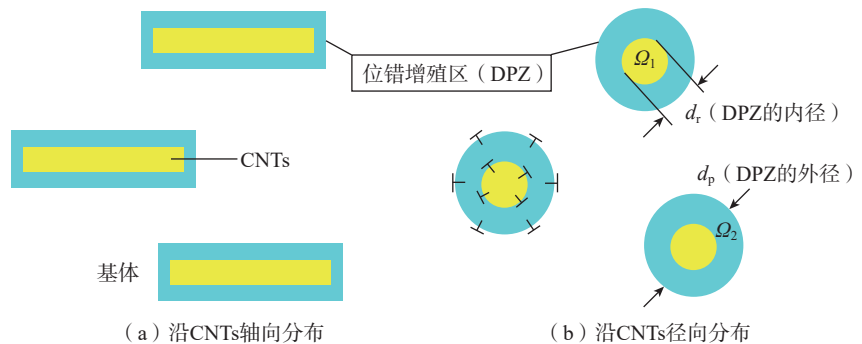 位错增殖区（DPZ）
Ω1
dr（DPZ的内径）
CNTs
dp（DPZ的外径）
Ω2
基体
（a）沿CNTs轴向分布
（b）沿CNTs径向分布